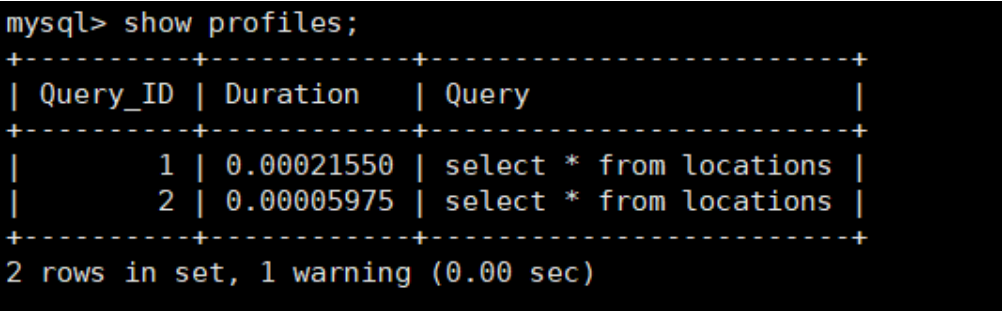 mysql> show profiles;
+----------+------------+-------------------------+
| Query_ID | Duration   | Query                   |
+----------+------------+-------------------------+
|        1 | 0.00021550 | select * from locations |
|        2 | 0.00005975 | select * from locations |
+----------+------------+-------------------------+
2 rows in set, 1 warning (0.00 sec)